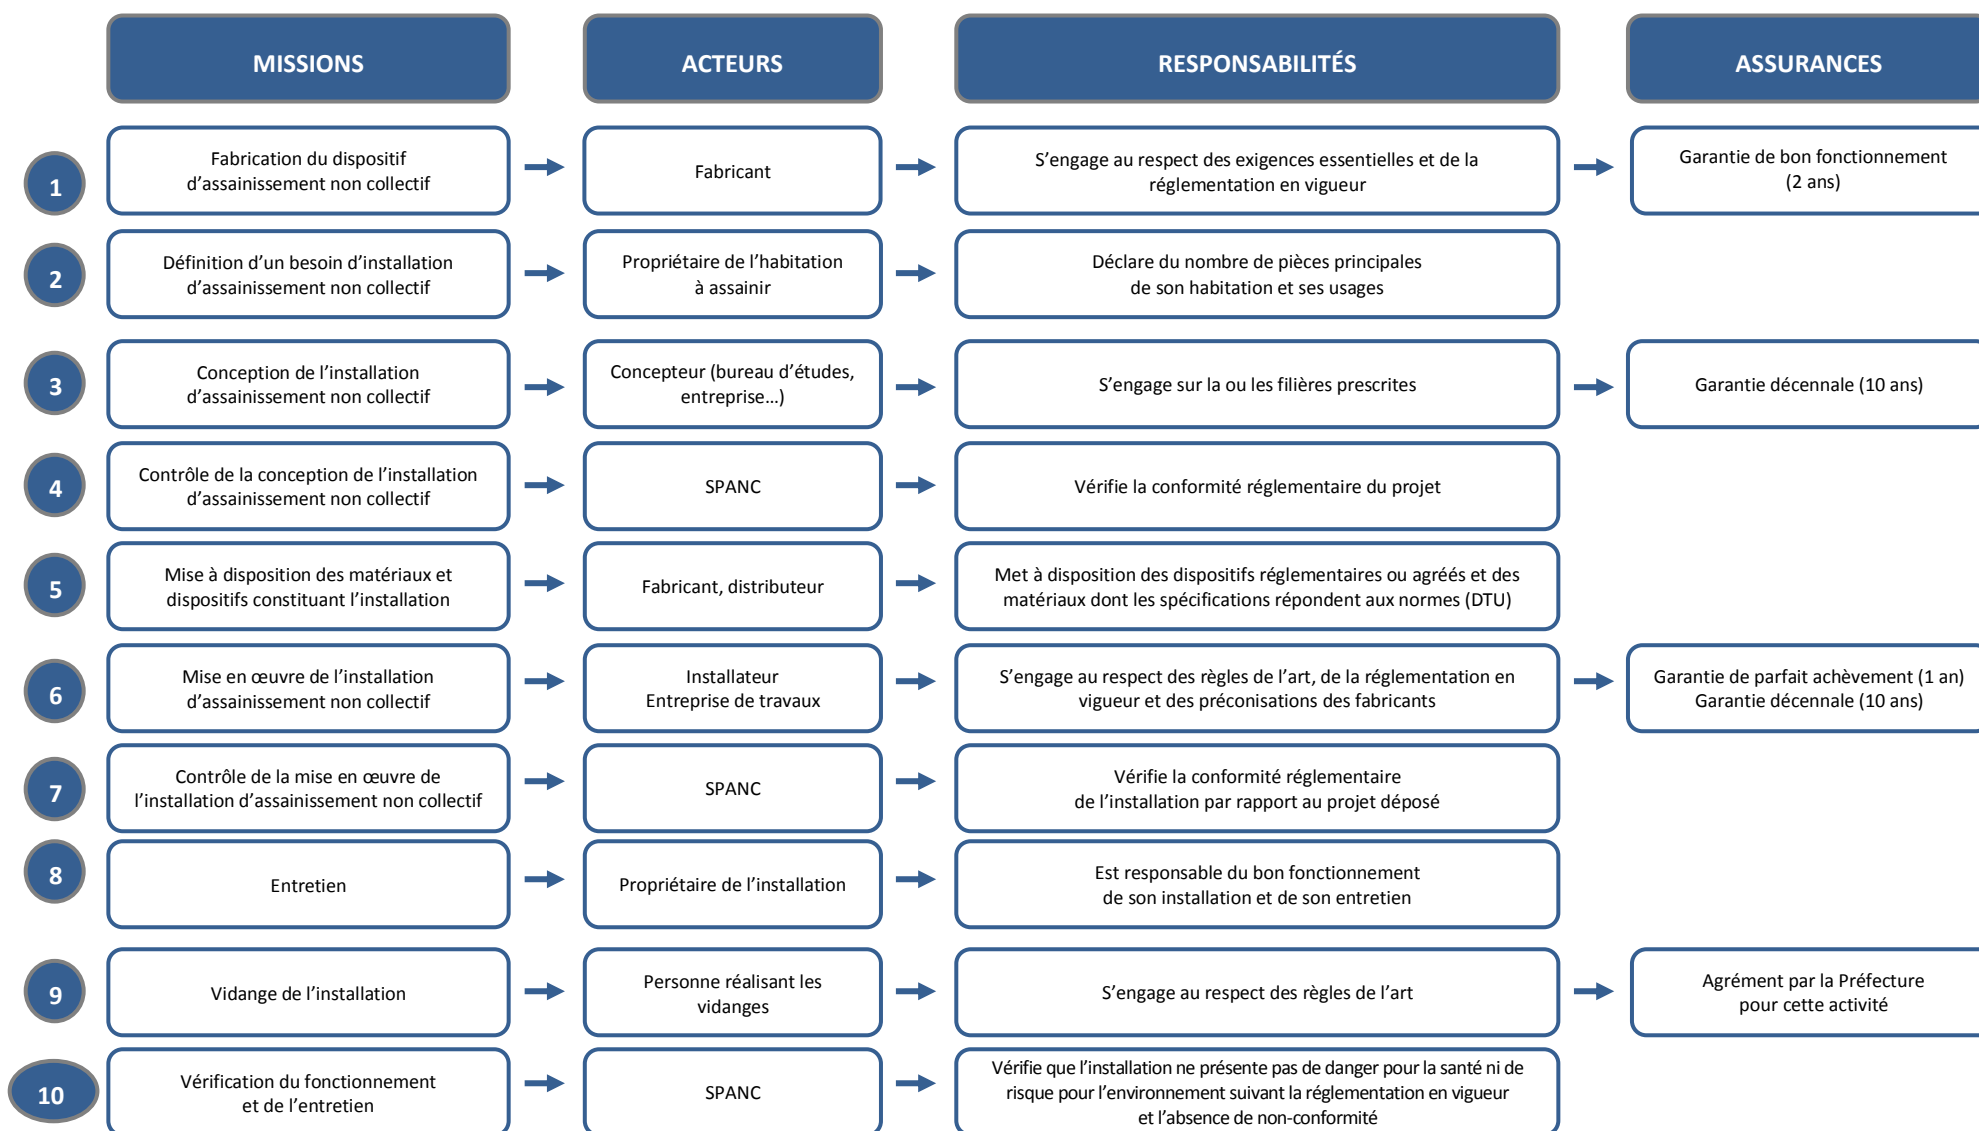 MISSIONS
ACTEURS
RESPONSABILITÉS
ASSURANCES
1
Fabrication du dispositif
d’assainissement non collectif
Fabricant
S’engage au respect des exigences essentielles et de la
réglementation en vigueur
Garantie de bon fonctionnement
(2 ans)
2
Définition d’un besoin d’installation
d’assainissement non collectif
Propriétaire de l’habitation
à assainir
Déclare du nombre de pièces principales
de son habitation et ses usages
3
Conception de l’installation
d’assainissement non collectif
Concepteur (bureau d’études,
entreprise…)
S’engage sur la ou les filières prescrites
Garantie décennale (10 ans)
4
Contrôle de la conception de l’installation
d’assainissement non collectif
SPANC
Vérifie la conformité réglementaire du projet
5
Mise à disposition des matériaux et
dispositifs constituant l’installation
Fabricant, distributeur
Met à disposition des dispositifs réglementaires ou agréés et des
matériaux dont les spécifications répondent aux normes (DTU)
6
Mise en œuvre de l’installation
d’assainissement non collectif
Installateur
Entreprise de travaux
S’engage au respect des règles de l’art, de la réglementation en
vigueur et des préconisations des fabricants
Garantie de parfait achèvement (1 an)
Garantie décennale (10 ans)
7
Contrôle de la mise en œuvre de
l’installation d’assainissement non collectif
SPANC
Vérifie la conformité réglementaire
de l’installation par rapport au projet déposé
8
Entretien
Propriétaire de l’installation
Est responsable du bon fonctionnement
de son installation et de son entretien
9
Vidange de l’installation
Personne réalisant les
vidanges
S’engage au respect des règles de l’art
Agrément par la Préfecture
pour cette activité
10
Vérification du fonctionnement
et de l’entretien
SPANC
Vérifie que l’installation ne présente pas de danger pour la santé ni de
risque pour l’environnement suivant la réglementation en vigueur
et l’absence de non-conformité